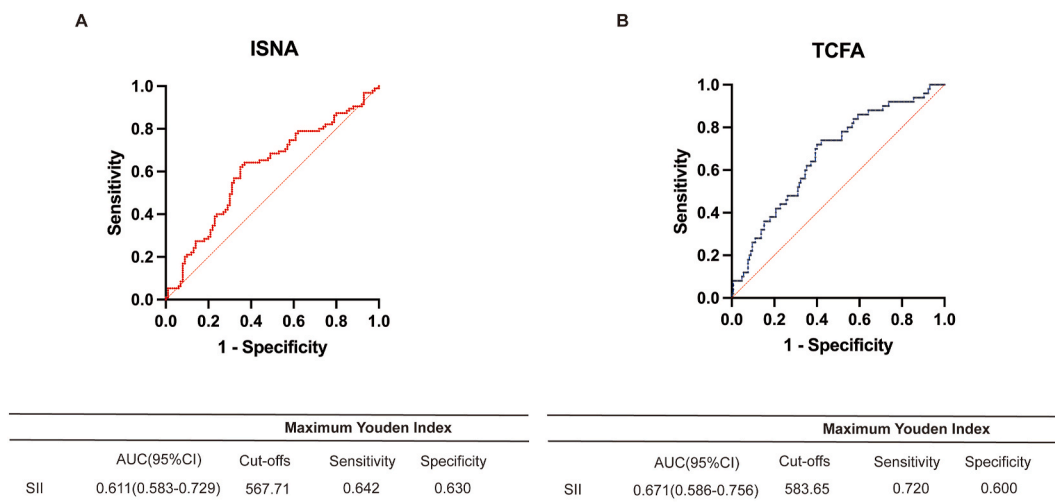 A
ISNA
Sensitivity
1.0
0.8
0.6
0.4
0.2
0.0
0.0 0.2 0.4 0.6 0.8 1.0
1 - Specificity
Maximum Youden Index
AUC(95%CI) Cut-offs Sensitivity Specificity
SII 0.611(0.583-0.729) 567.71 0.642 0.630
B
TCFA
Sensitivity
1.0
0.8
0.6
0.4
0.2
0.0
0.0 0.2 0.4 0.6 0.8 1.0
1 - Specificity
Maximum Youden Index
AUC(95%CI) Cut-offs Sensitivity Specificity
SII 0.671(0.586-0.756) 583.65 0.720 0.600